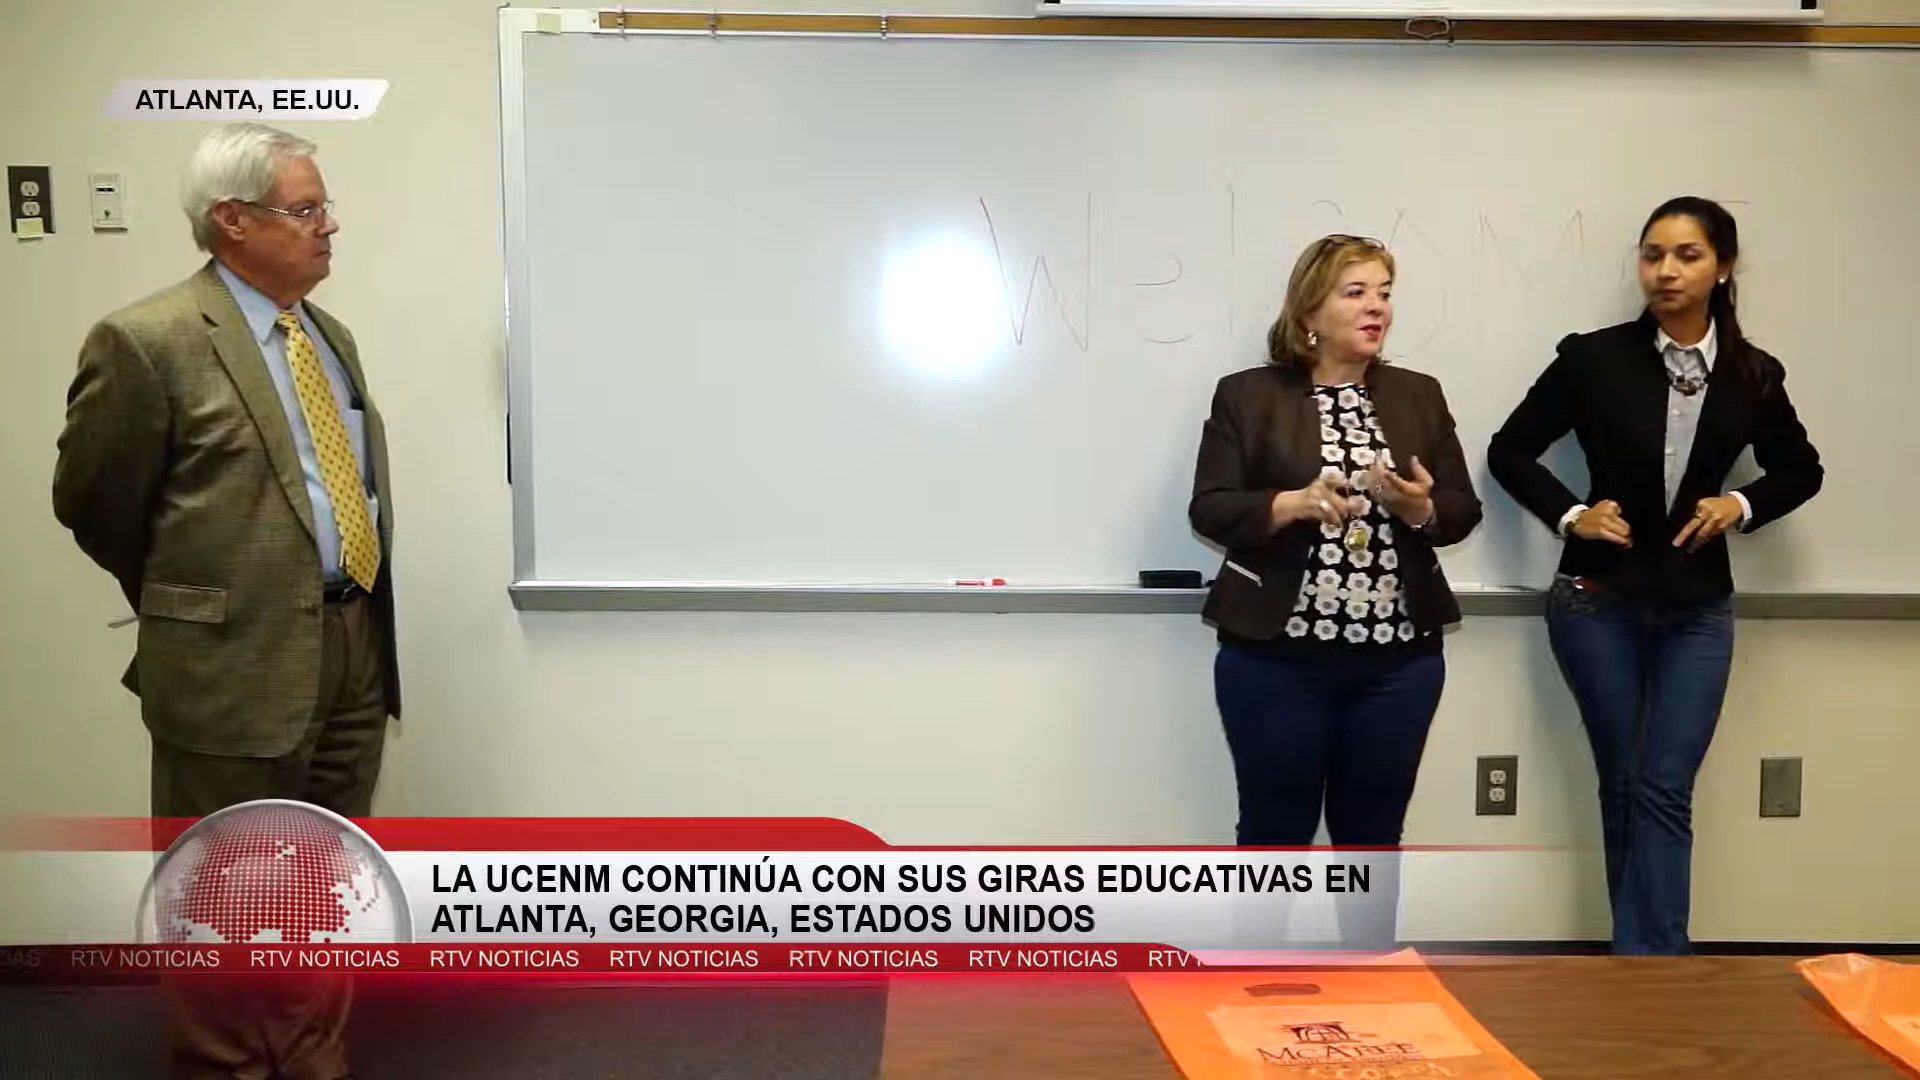 ATLANTA, EE.UU.
WelcoMe
LA UCENM CONTINÚA CON SUS GIRAS EDUCATIVAS EN
ATLANTA, GEORGIA, ESTADOS UNIDOS
RTV NOTICIAS RTV NOTICIAS RTV NOTICIAS RTV NOTICIAS RTV NOTICIAS RTV NOTICIAS
MCAFEE